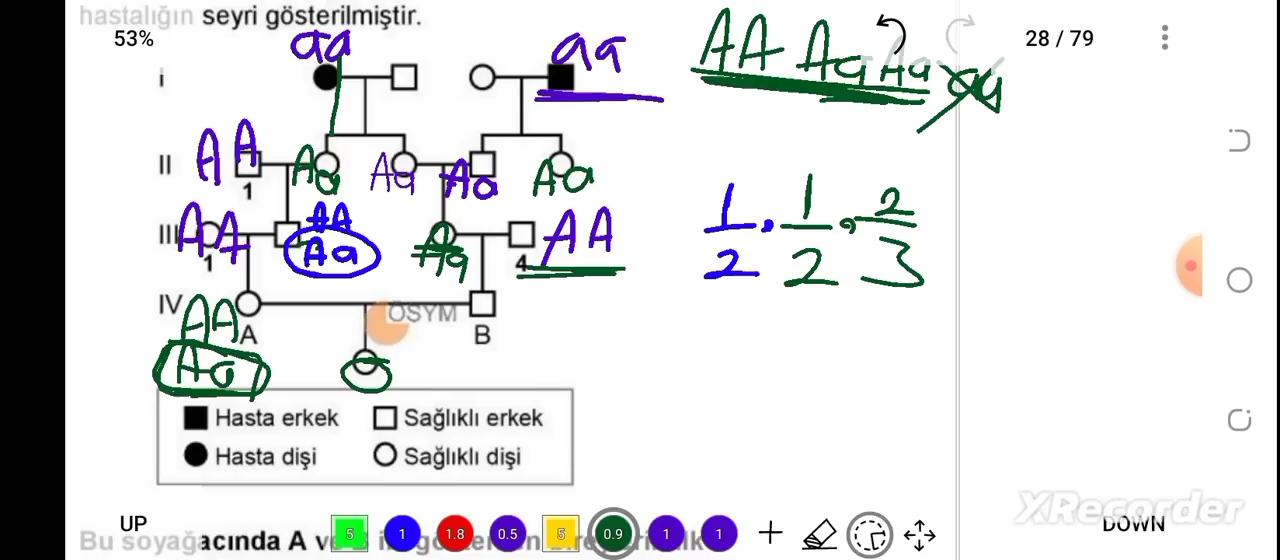 hastalığın seyri gösterilmiştir.
53%
28 / 79
aa
aa
AA Aa Aa aa
I
II
AA
Aa
Aa
Aa
Aa
1
1/2 . 1/2 . 2/3
III
AA
AA
Aa
Aa
AA
1
4
IV
AA
Aa
A
B
ÖSYM
Hasta erkek
Sağlıklı erkek
Hasta dişi
Sağlıklı dişi
UP
5
1
1.8
0.5
5
0.9
1
1
DOWN
XRecorder
Bu soyağacında A